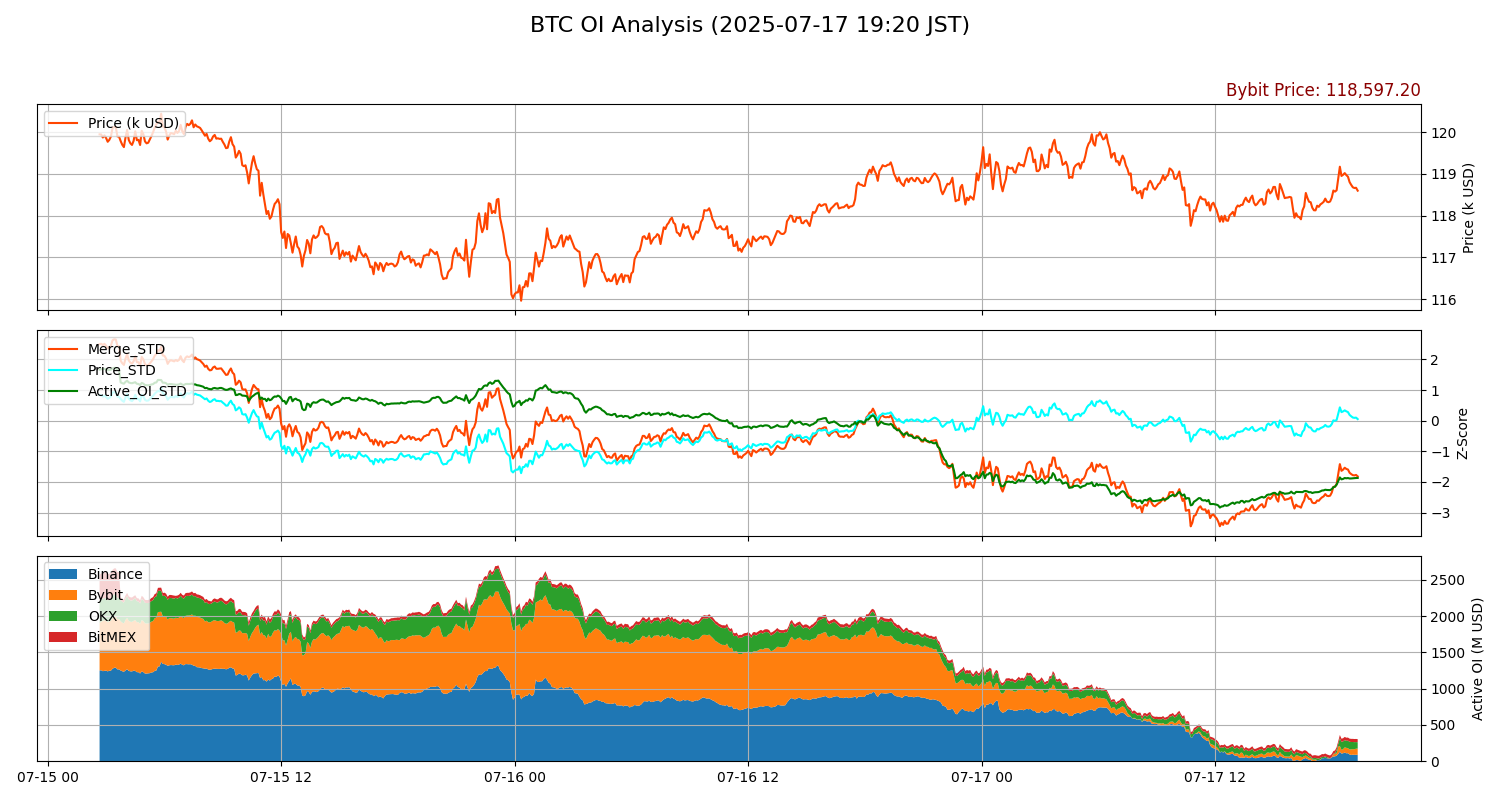 BTC OI Analysis (2025-07-17 19:20 JST)
Bybit Price: 118,597.20
Price (k USD)
120
119
118
117
116
Price (k USD)
Merge_STD
Price_STD
Active_OI_STD
2
1
0
−1
−2
−3
Z-Score
Binance
Bybit
OKX
BitMEX
2500
2000
1500
1000
500
0
Active OI (M USD)
07-15 00
07-15 12
07-16 00
07-16 12
07-17 00
07-17 12